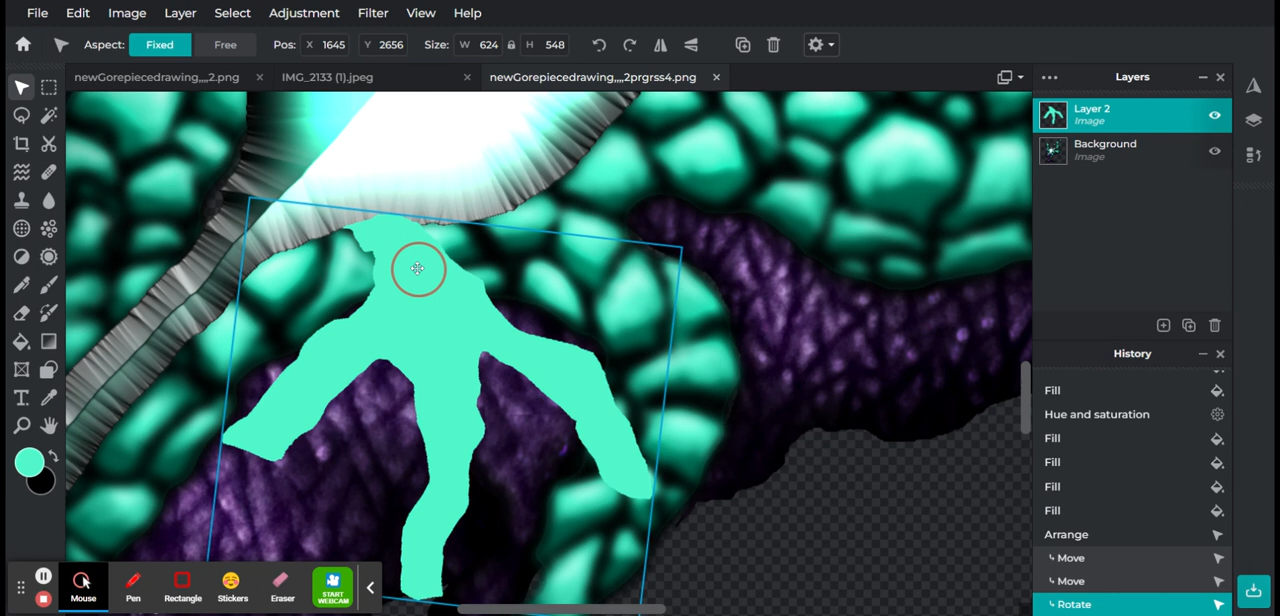 File Edit Image Layer Select Adjustment Filter View Help
Aspect: Fixed Free Pos: X 1645 Y 2656 Size: W 624 H 548
newGorepiecedrawing,,,,2.png × IMG_2133 (1).jpeg × newGorepiecedrawing,,,,2prgrss4.png ×
Layers
Layer 2
Image
Background
Image
History
Fill
Hue and saturation
Fill
Fill
Fill
Fill
Arrange
Move
Move
Rotate
Mouse Pen Rectangle Stickers Eraser START WEBCAM